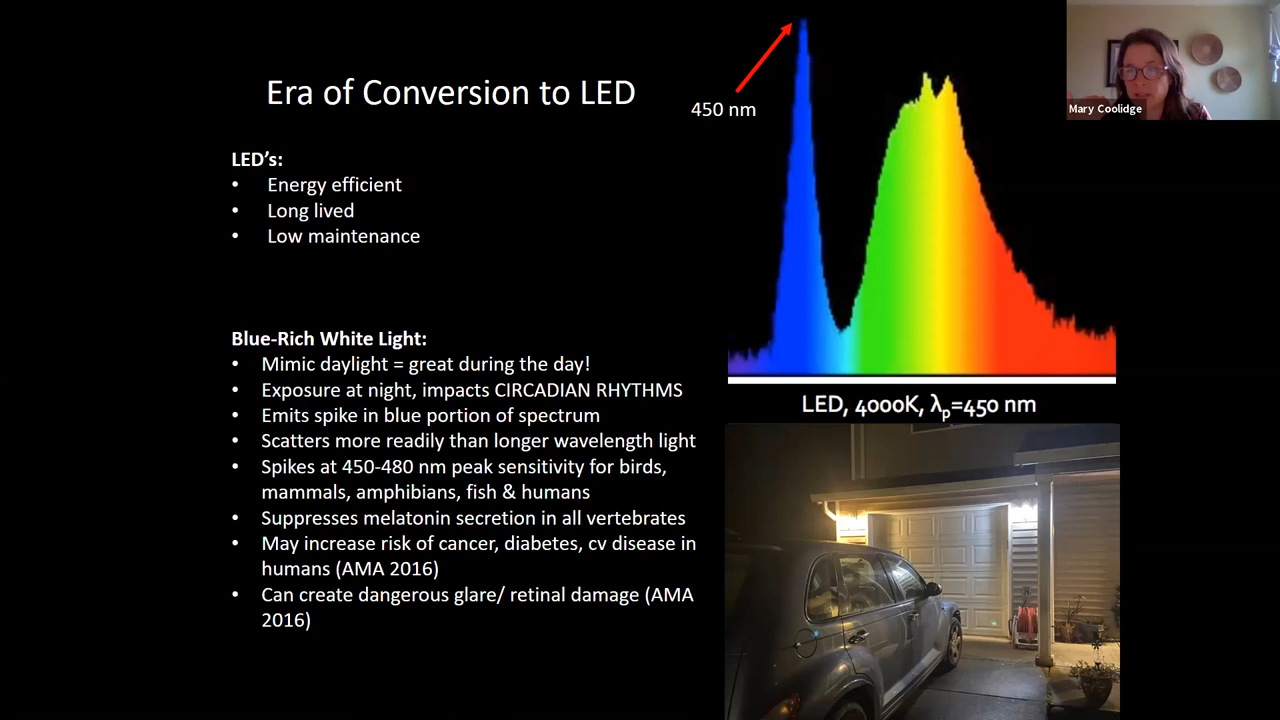 Era of Conversion to LED
450 nm
Mary Coolidge
LED's:
• Energy efficient
• Long lived
• Low maintenance
Blue-Rich White Light:
• Mimic daylight = great during the day!
• Exposure at night, impacts CIRCADIAN RHYTHMS
• Emits spike in blue portion of spectrum
• Scatters more readily than longer wavelength light
• Spikes at 450-480 nm peak sensitivity for birds,
mammals, amphibians, fish & humans
• Suppresses melatonin secretion in all vertebrates
• May increase risk of cancer, diabetes, cv disease in
humans (AMA 2016)
• Can create dangerous glare/ retinal damage (AMA
2016)
LED, 4000K, λp=450 nm